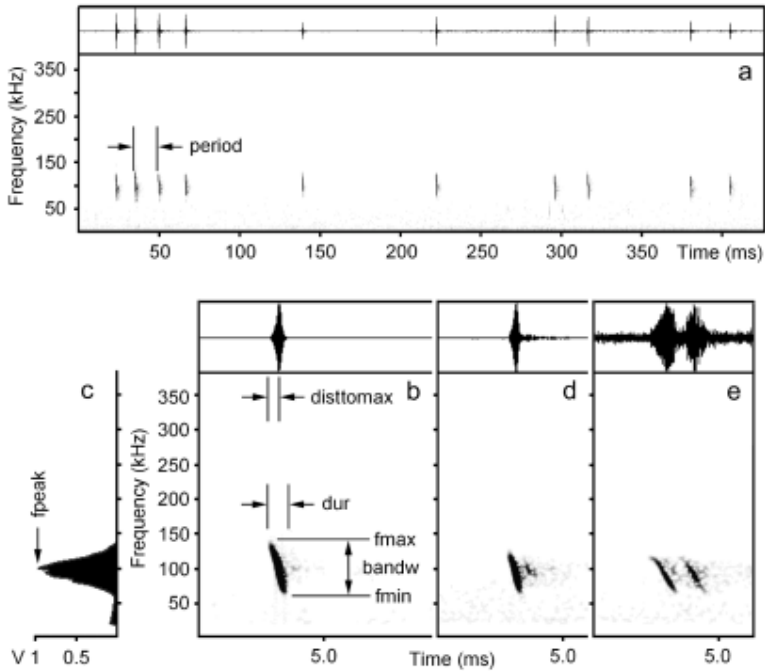 350
a
250
Frequency (kHz)
period
150
50
50 100 150 200 250 300 350 Time (ms)
c b d e
350
disttomax
300
fpeak
Frequency (kHz)
250
200
dur
150
fmax
100
bandw
fmin
50
V 1 0.5 5.0 Time (ms) 5.0 5.0